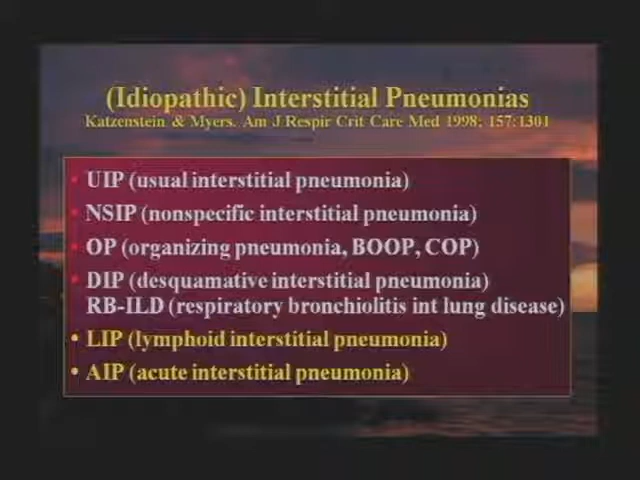 (Idiopathic) Interstitial Pneumonias
Katzenstein & Myers. Am J Respir Crit Care Med 1998; 157:1301
• UIP (usual interstitial pneumonia)
• NSIP (nonspecific interstitial pneumonia)
• OP (organizing pneumonia, BOOP, COP)
• DIP (desquamative interstitial pneumonia)
RB-ILD (respiratory bronchiolitis int lung disease)
• LIP (lymphoid interstitial pneumonia)
• AIP (acute interstitial pneumonia)